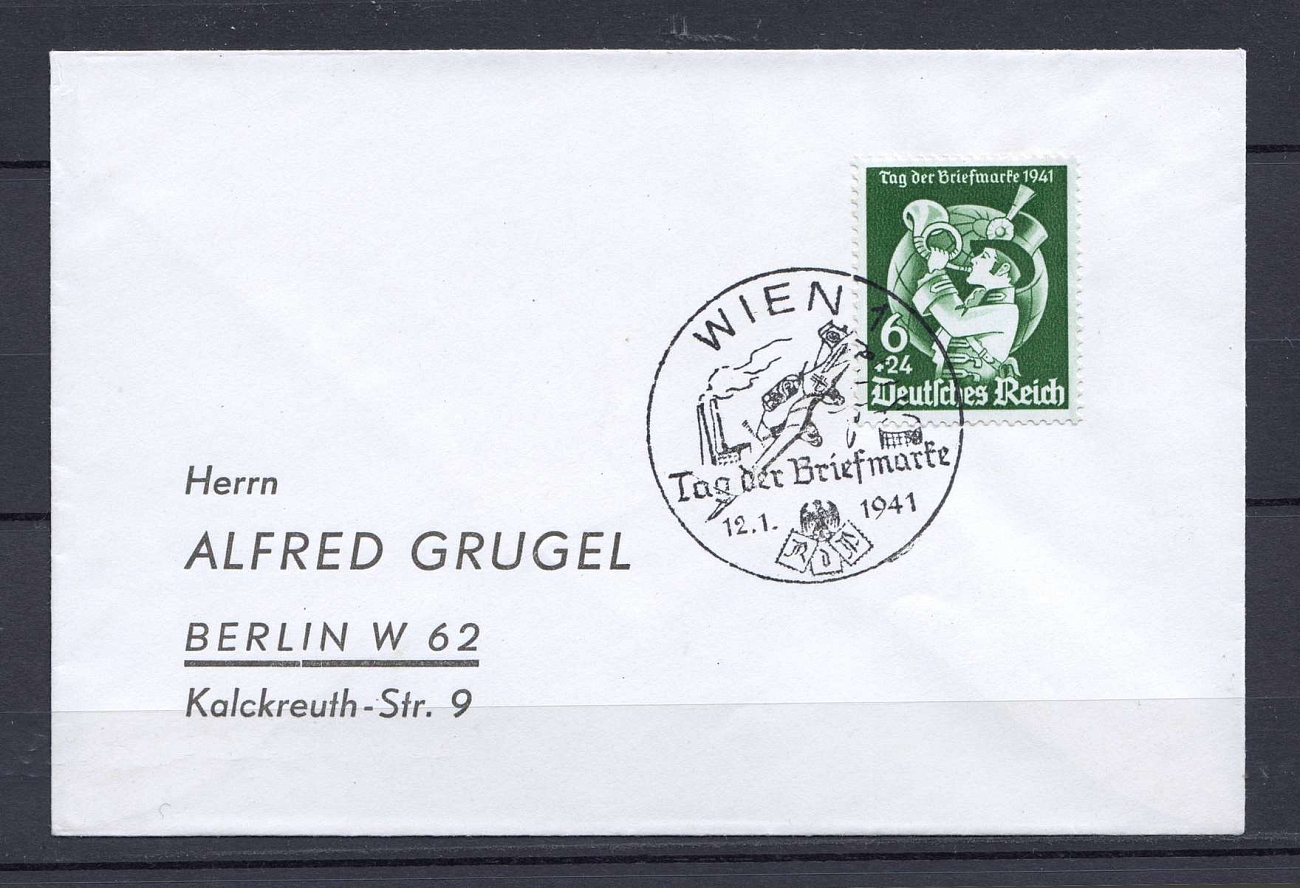 Tag der Briefmarke 1941
6
+24
Deutsches Reich
WIEN 1
Tag der Briefmarke
12.1. 1941
Herrn
ALFRED GRUGEL
BERLIN W 62
Kalckreuth-Str. 9